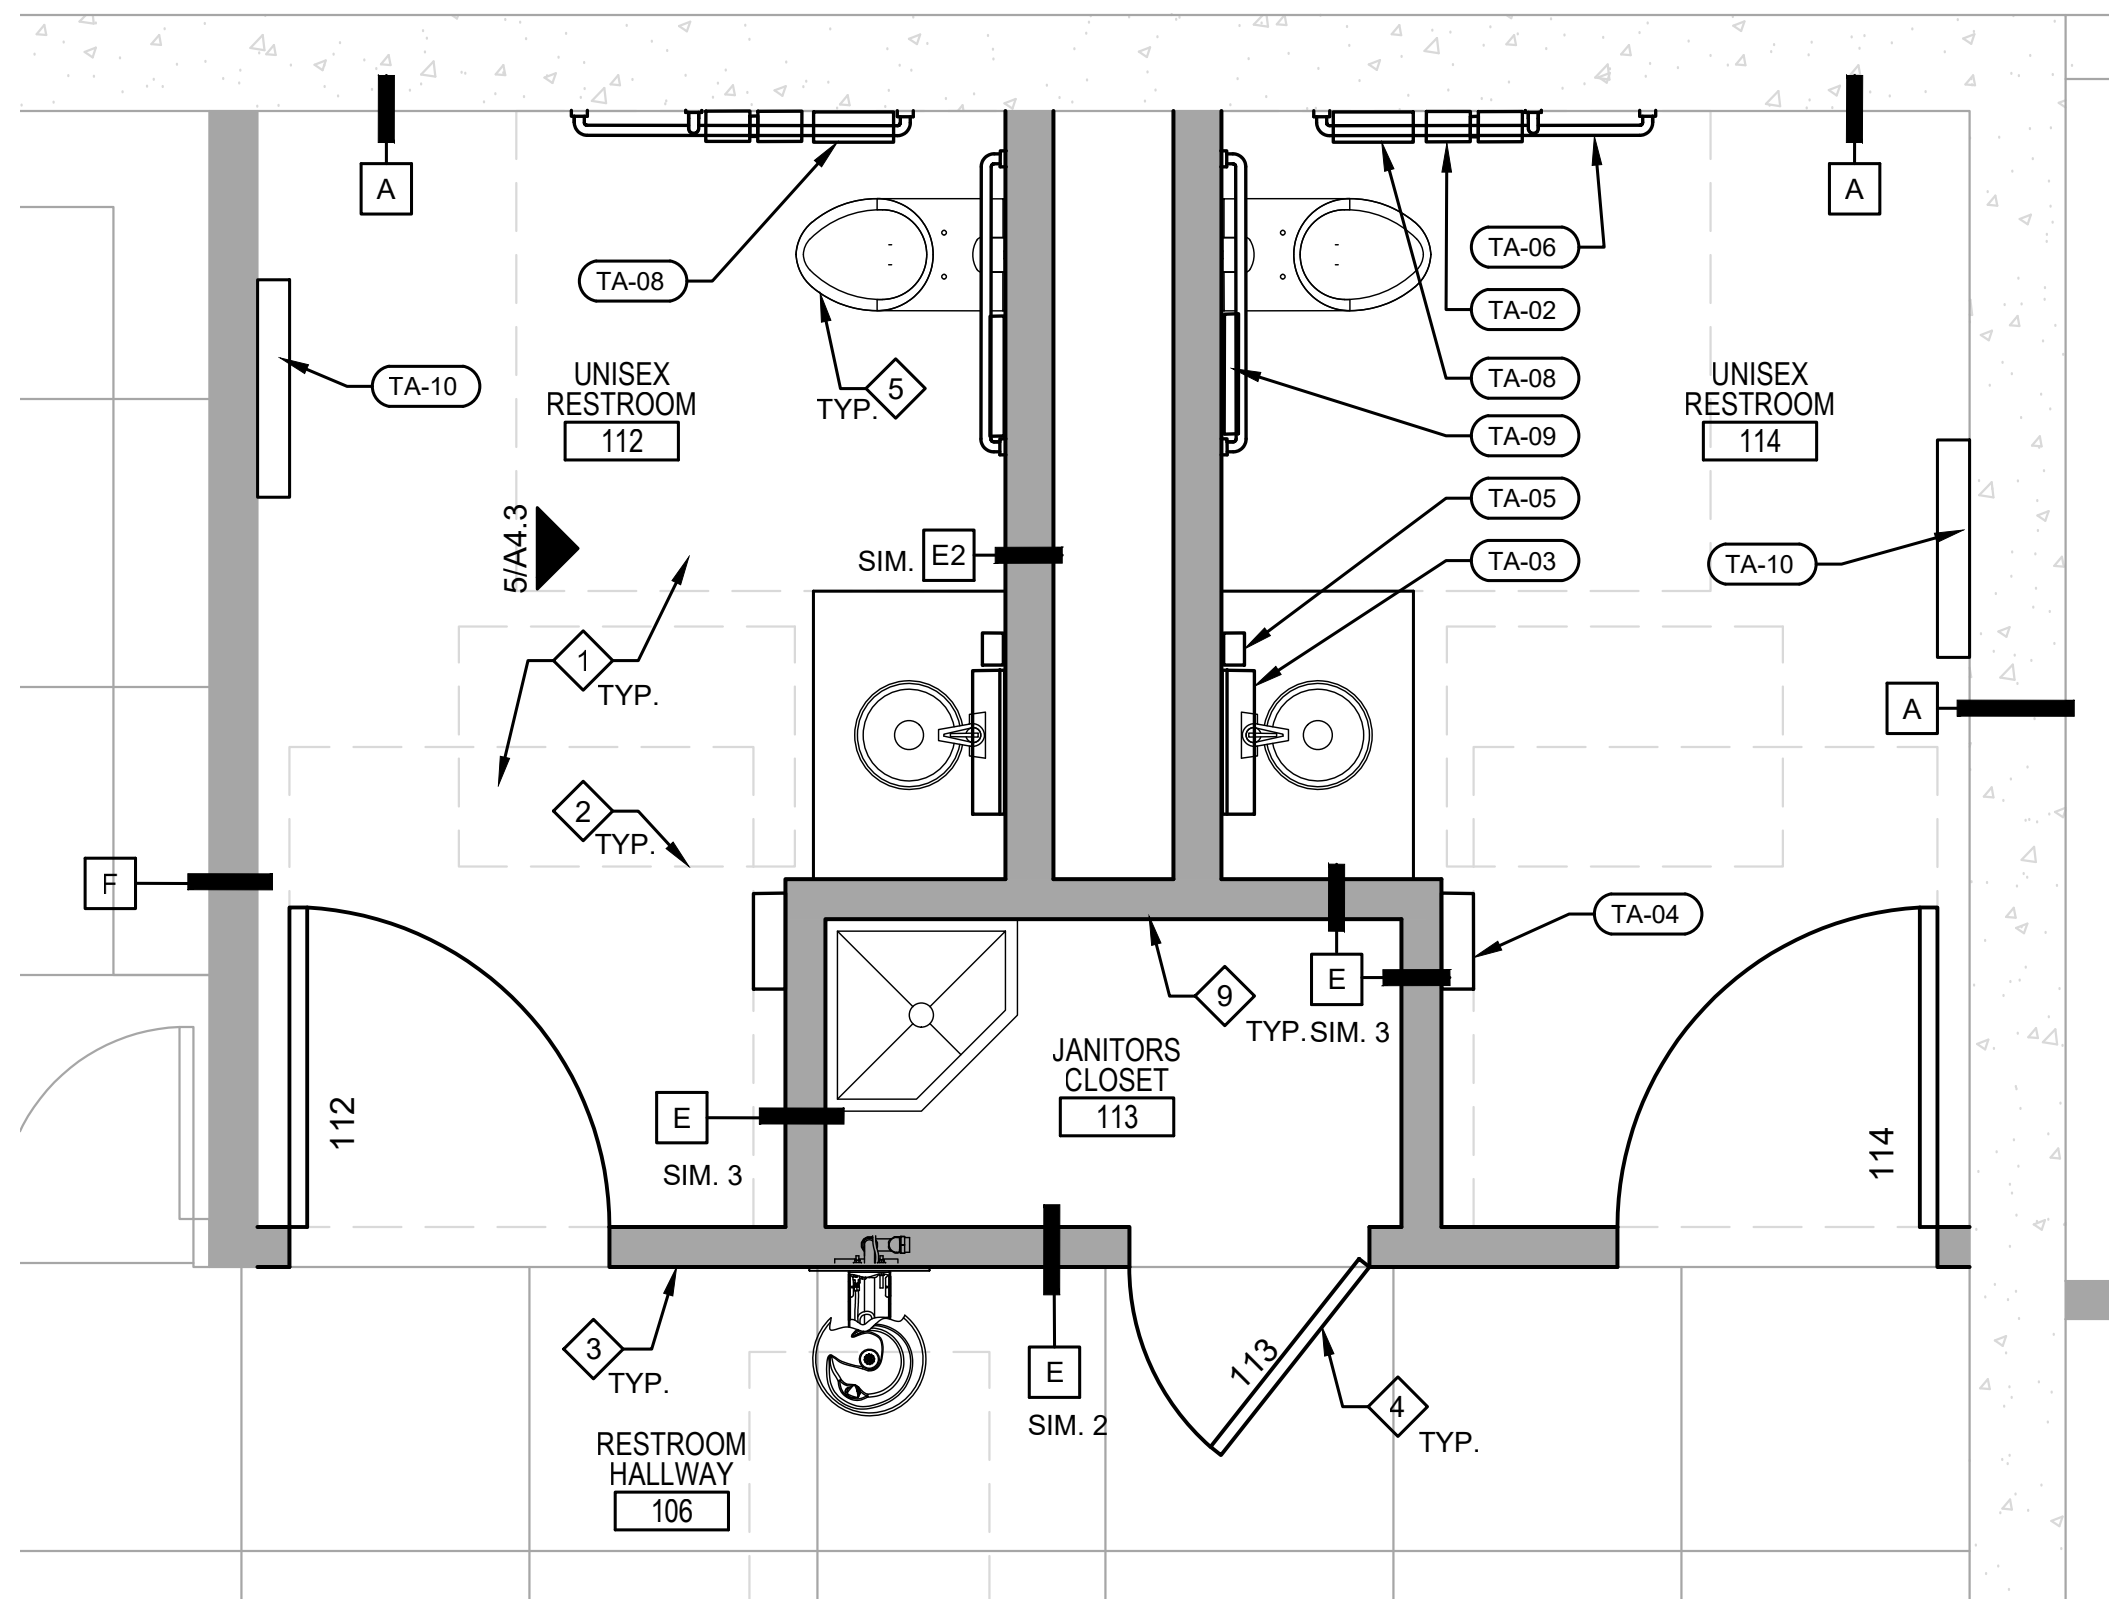 A
A
TA-06
TA-08
TA-02
TA-10
UNISEX
RESTROOM
112
TYP.
5
TA-08
UNISEX
RESTROOM
114
TA-09
TA-05
5/A4.3
SIM.
E2
TA-03
TA-10
1
TYP.
A
2
TYP.
F
TA-04
E
9
TYP.
SIM. 3
JANITORS
CLOSET
113
112
E
SIM. 3
114
3
TYP.
113
E
SIM. 2
4
TYP.
RESTROOM
HALLWAY
106